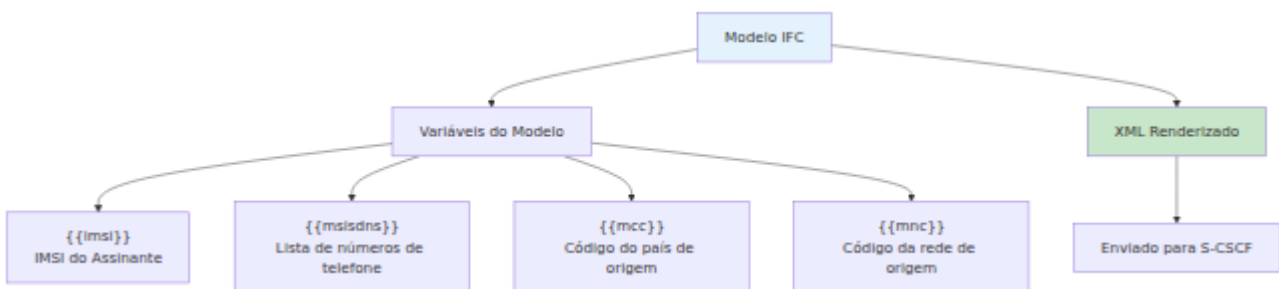 Modelo IFC
Variáveis do Modelo
XML Renderizado
{{imsi}}
IMSI do Assinante
{{msisdns}}
Lista de números de
telefone
{{mcc}}
Código do país de
origem
{{mnc}}
Código da rede de
origem
Enviado para S-CSCF